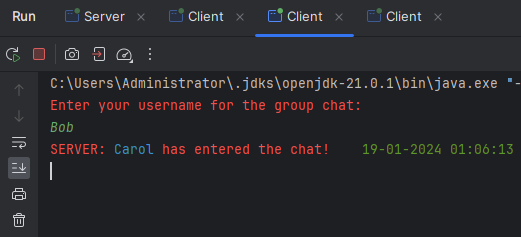 Run Server Client Client Client
C:\Users\Administrator\.jdks\openjdk-21.0.1\bin\java.exe "-
Enter your username for the group chat:
Bob
SERVER: Carol has entered the chat! 19-01-2024 01:06:13